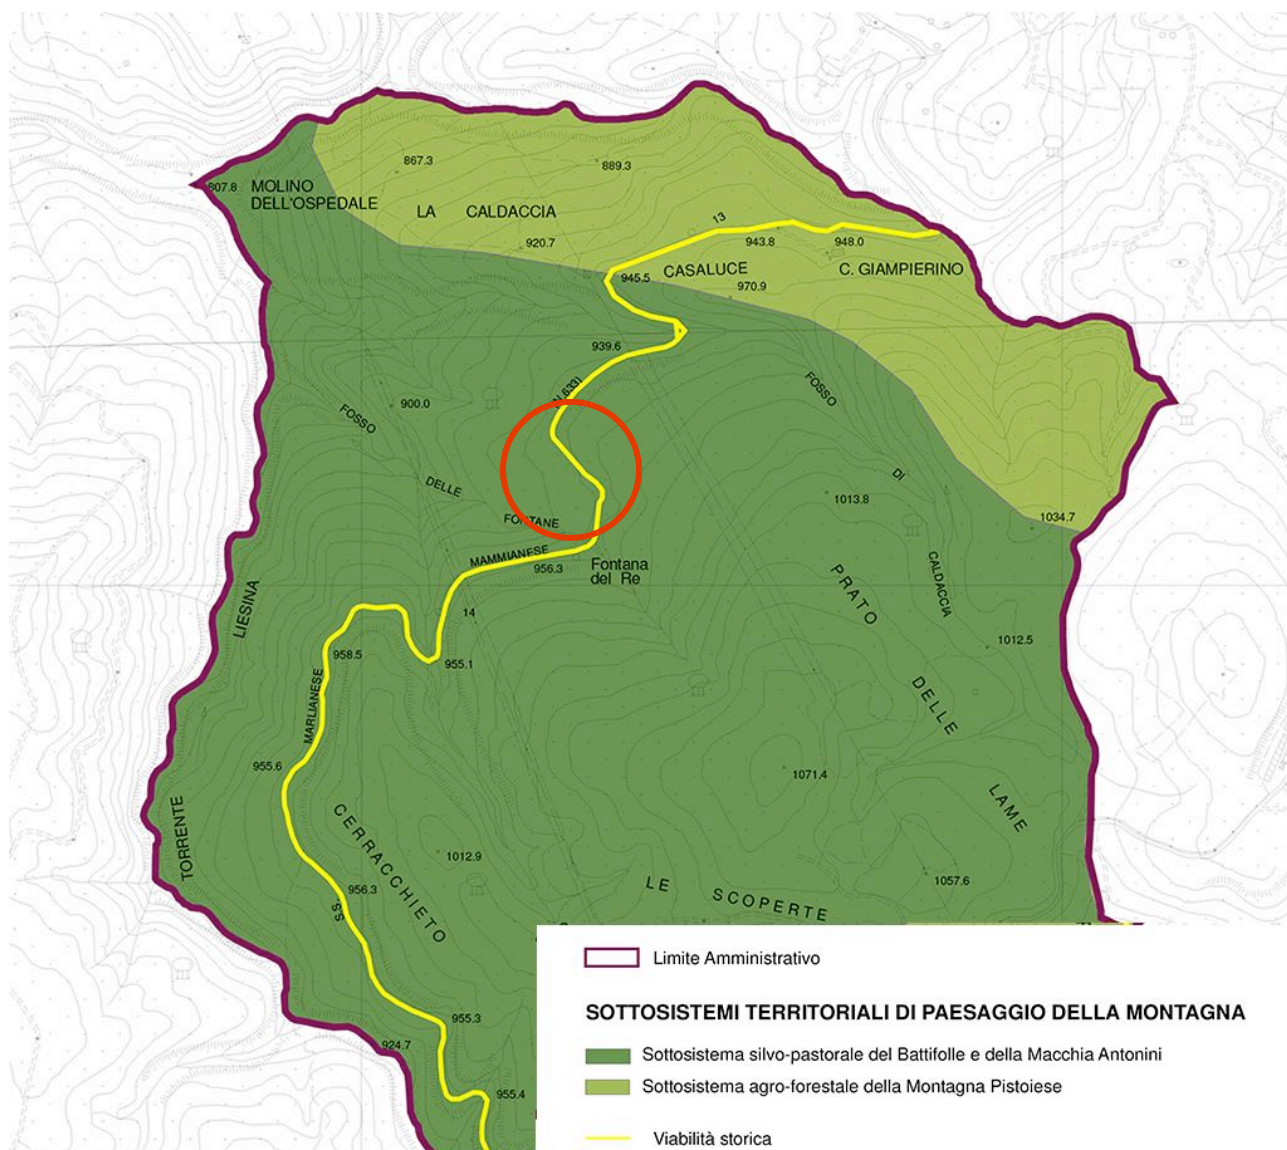 867.3
889.3
807.8
MOLINO
DELL'OSPEDALE
LA CALDACCIA
13
920.7
943.8
948.0
945.5
CASALUCE
C. GIAMPIERINO
970.9
939.6
N.633)
FOSSO
900.0
FOSSO
DI
DELLE
1013.8
FONTANE
1034.7
MAMMIANESE
956.3
Fontana
del Re
PRATO
CALDACCIA
LIESINA
14
1012.5
958.5
955.1
MARLIANESE
DELLE
955.6
1071.4
LAME
TORRENTE
CERRACCHIETO
1012.9
1057.6
956.3
LE SCOPERTE
S.S.
955.3
924.7
955.4
Limite Amministrativo
SOTTOSISTEMI TERRITORIALI DI PAESAGGIO DELLA MONTAGNA
Sottosistema silvo-pastorale del Battifolle e della Macchia Antonini
Sottosistema agro-forestale della Montagna Pistoiese
Viabilità storica